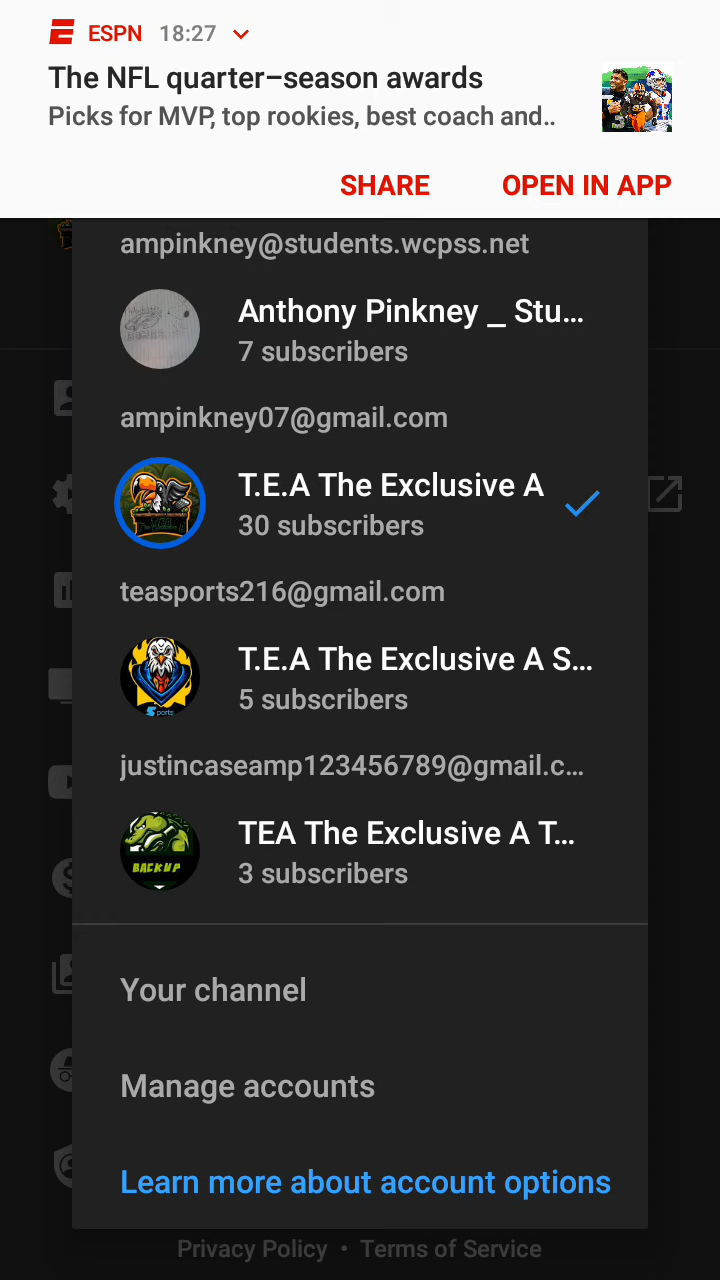 ESPN 18:27
The NFL quarter–season awards
Picks for MVP, top rookies, best coach and..
SHARE OPEN IN APP
ampinkney@students.wcpss.net
Anthony Pinkney _ Stu...
7 subscribers
ampinkney07@gmail.com
T.E.A The Exclusive A
30 subscribers
teasports216@gmail.com
T.E.A The Exclusive A S...
5 subscribers
justincaseamp123456789@gmail.c...
TEA The Exclusive A T...
BACKUP
3 subscribers
Your channel
Manage accounts
Learn more about account options
Privacy Policy • Terms of Service